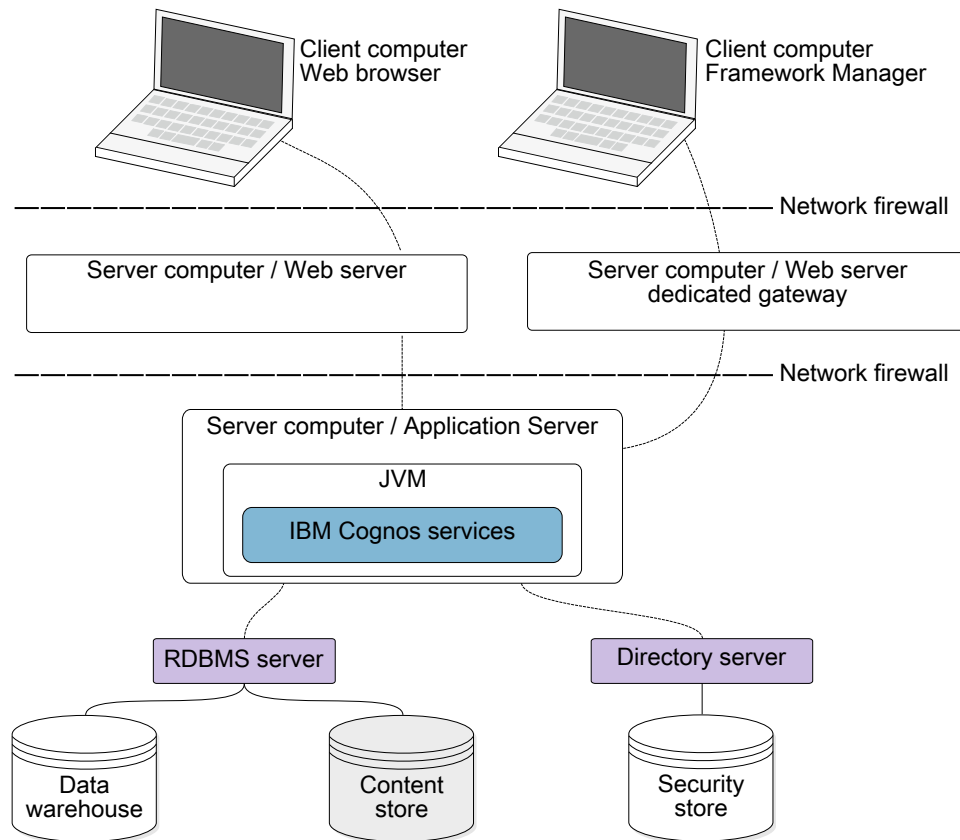 Client computer
Web browser
Client computer
Framework Manager
Network firewall
Server computer / Web server
Server computer / Web server
dedicated gateway
Network firewall
Server computer / Application Server
JVM
IBM Cognos services
RDBMS server
Directory server
Data
warehouse
Content
store
Security
store